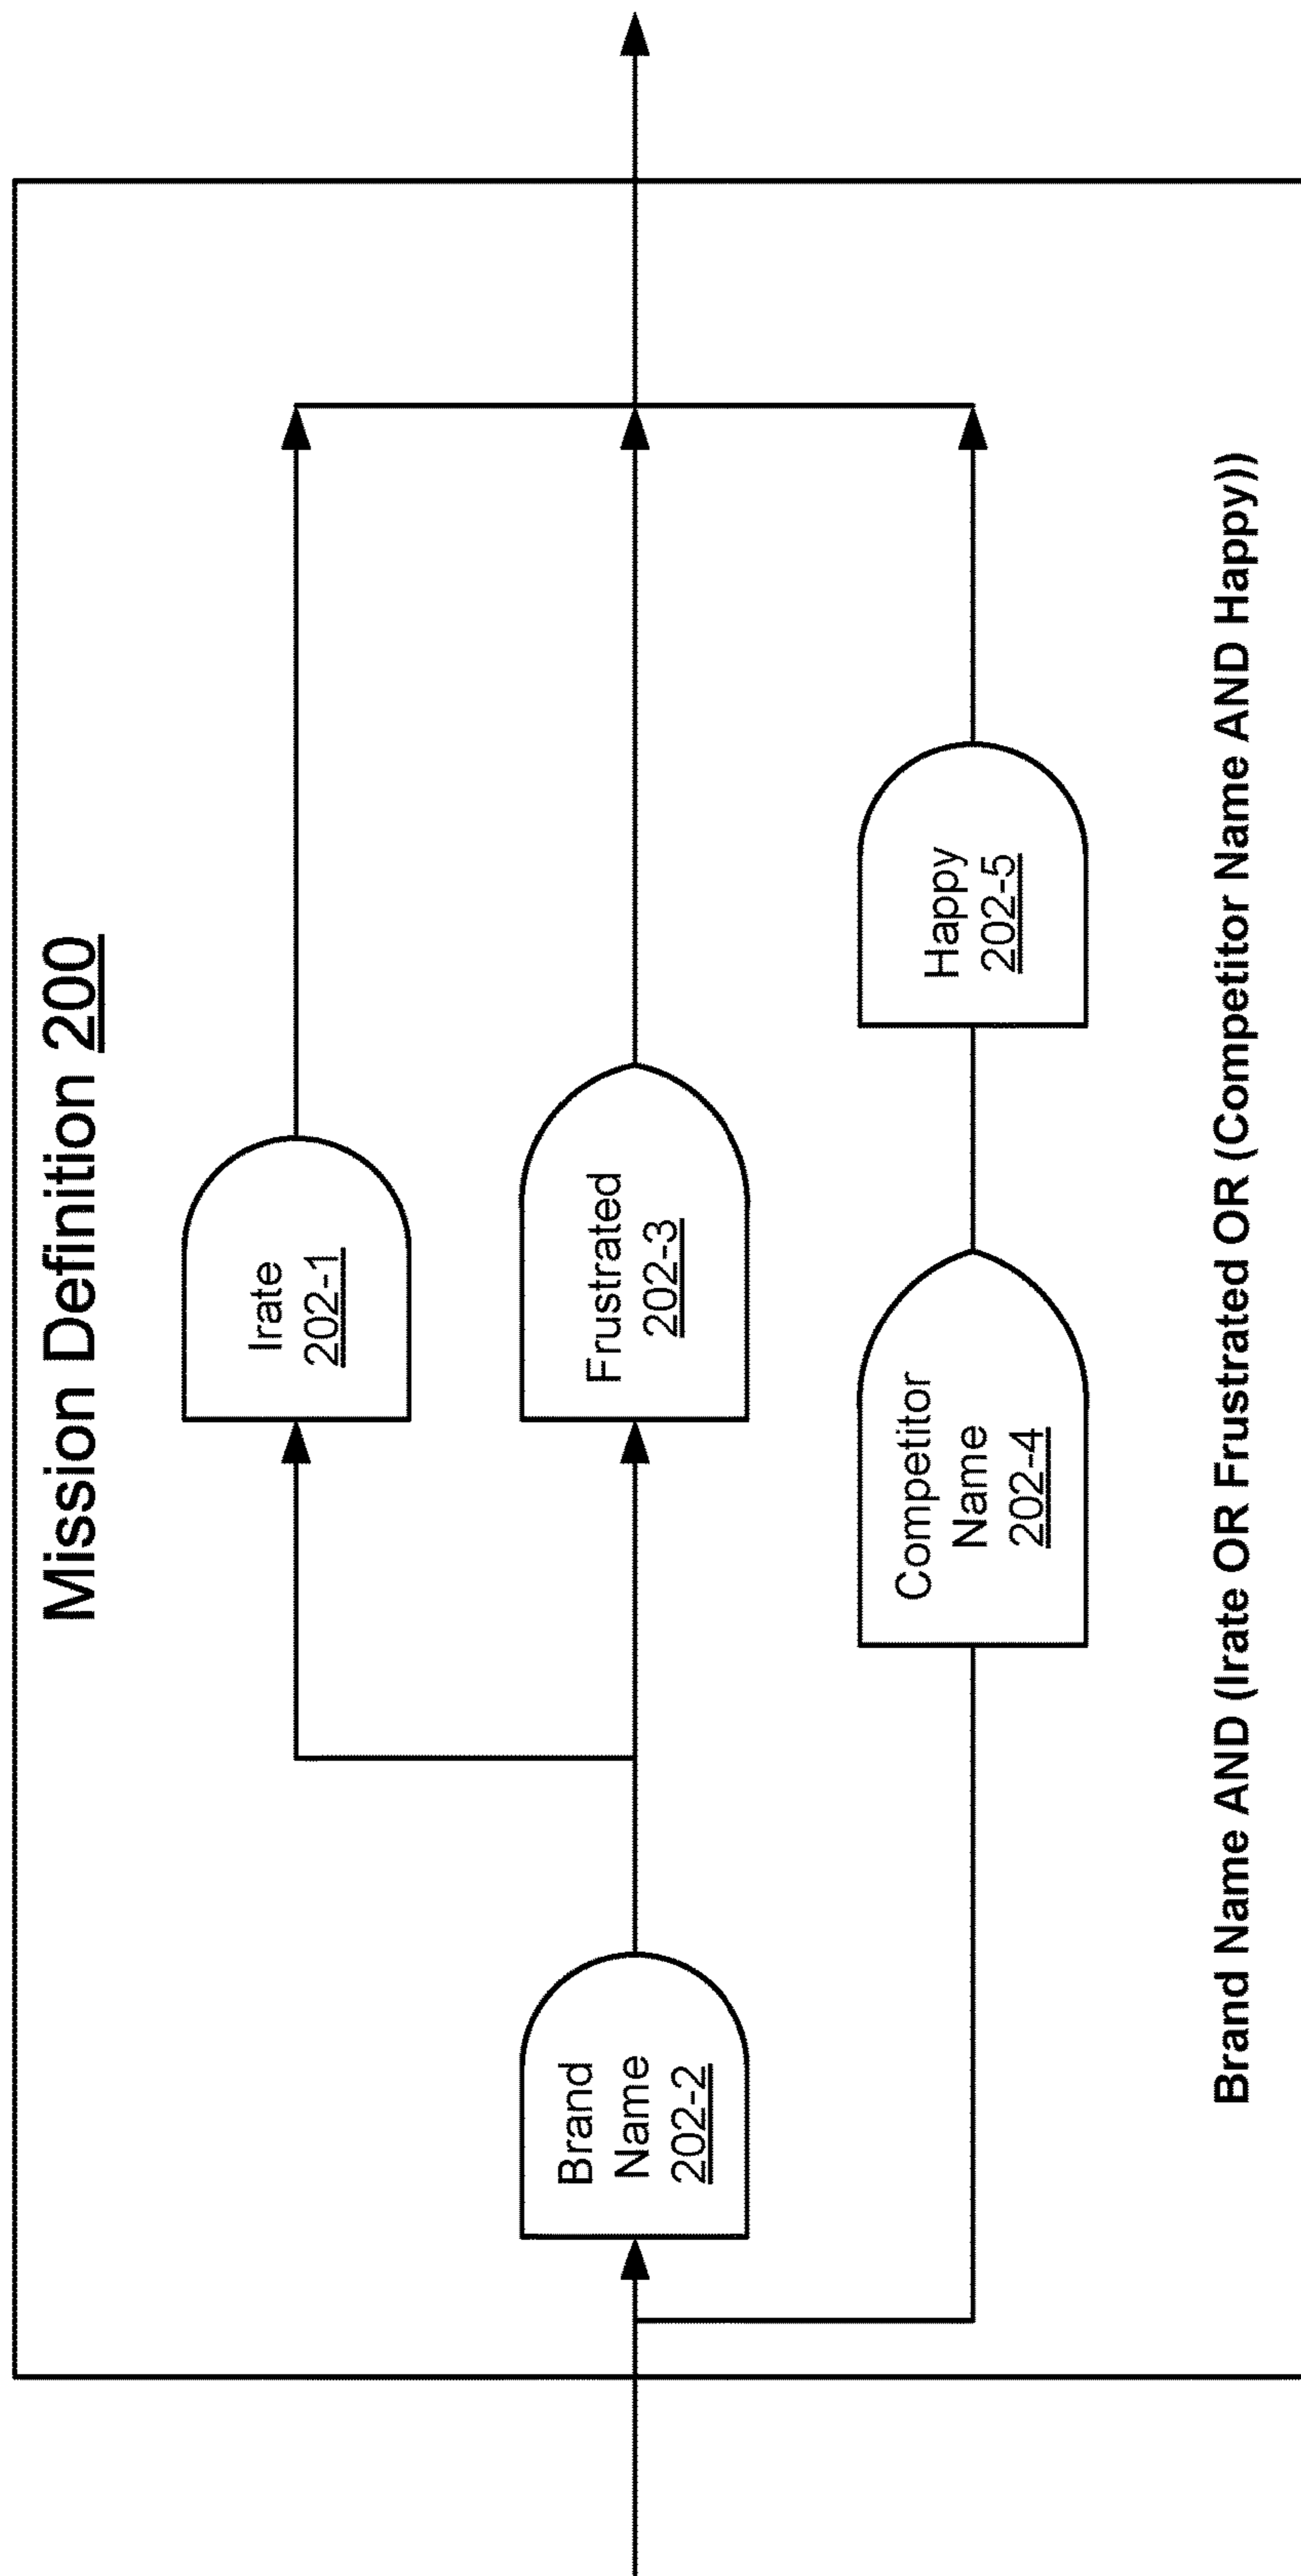 Mission Definition 200
Irate
202-1
Brand
Name
202-2
Frustrated
202-3
Competitor
Name
202-4
Happy
202-5
Brand Name AND (Irate OR Frustrated OR (Competitor Name AND Happy))